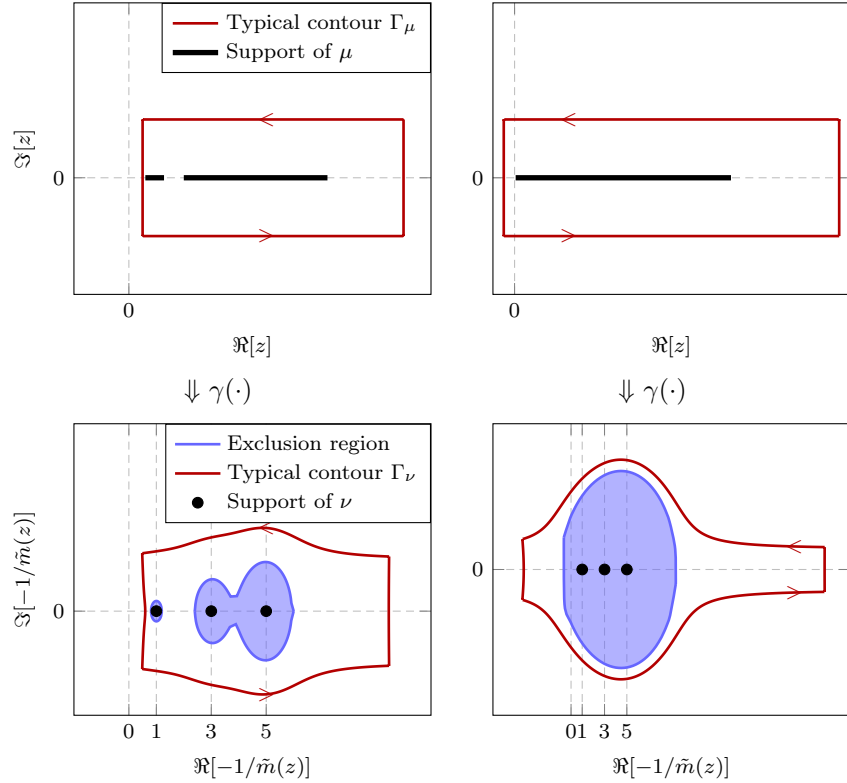 Typical contour Γ_μ
Support of μ
ℑ[z]
0
0
ℜ[z]
0
ℜ[z]
⇓ γ(·)
⇓ γ(·)
Exclusion region
Typical contour Γ_ν
Support of ν
ℑ[−1/m̃(z)]
0
0 1 3 5
ℜ[−1/m̃(z)]
0
0 1 3 5
ℜ[−1/m̃(z)]